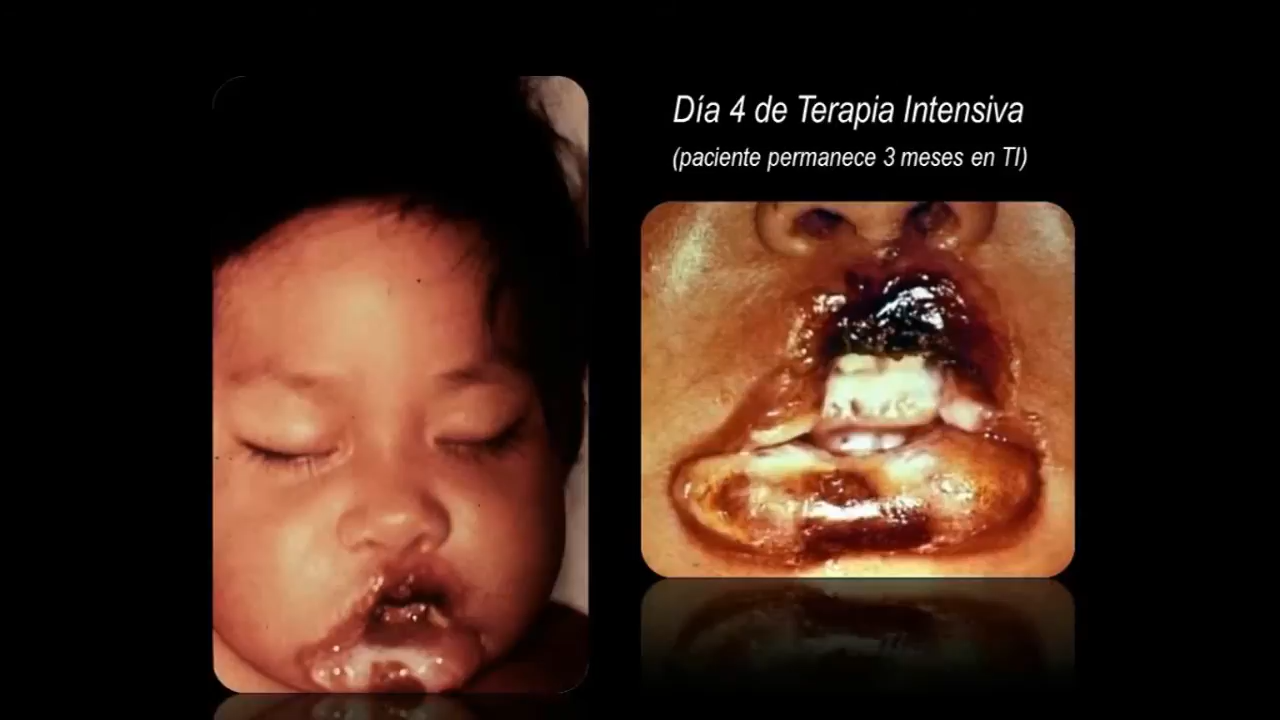 Día 4 de Terapia Intensiva
(paciente permanece 3 meses en TI)